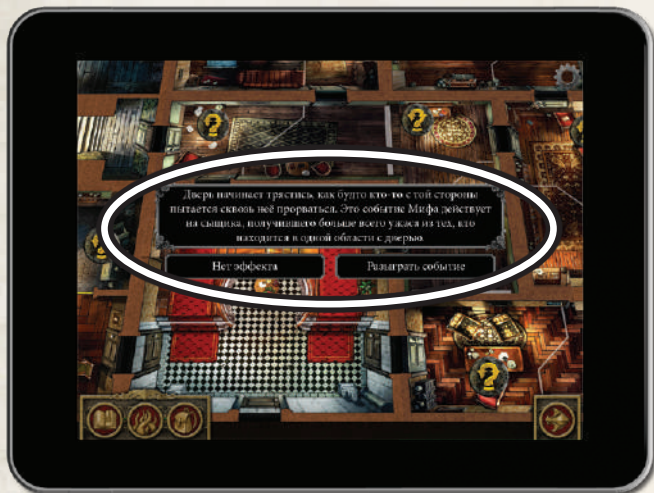 Дверь начинает трястись, как будто кто-то с той стороны
пытается сквозь неё прорваться. Это событие Мифа действует
на сыщика, получившего больше всего ужаса из тех, кто
находится в одной области с дверью.
Нет эффекта
Разыграть событие